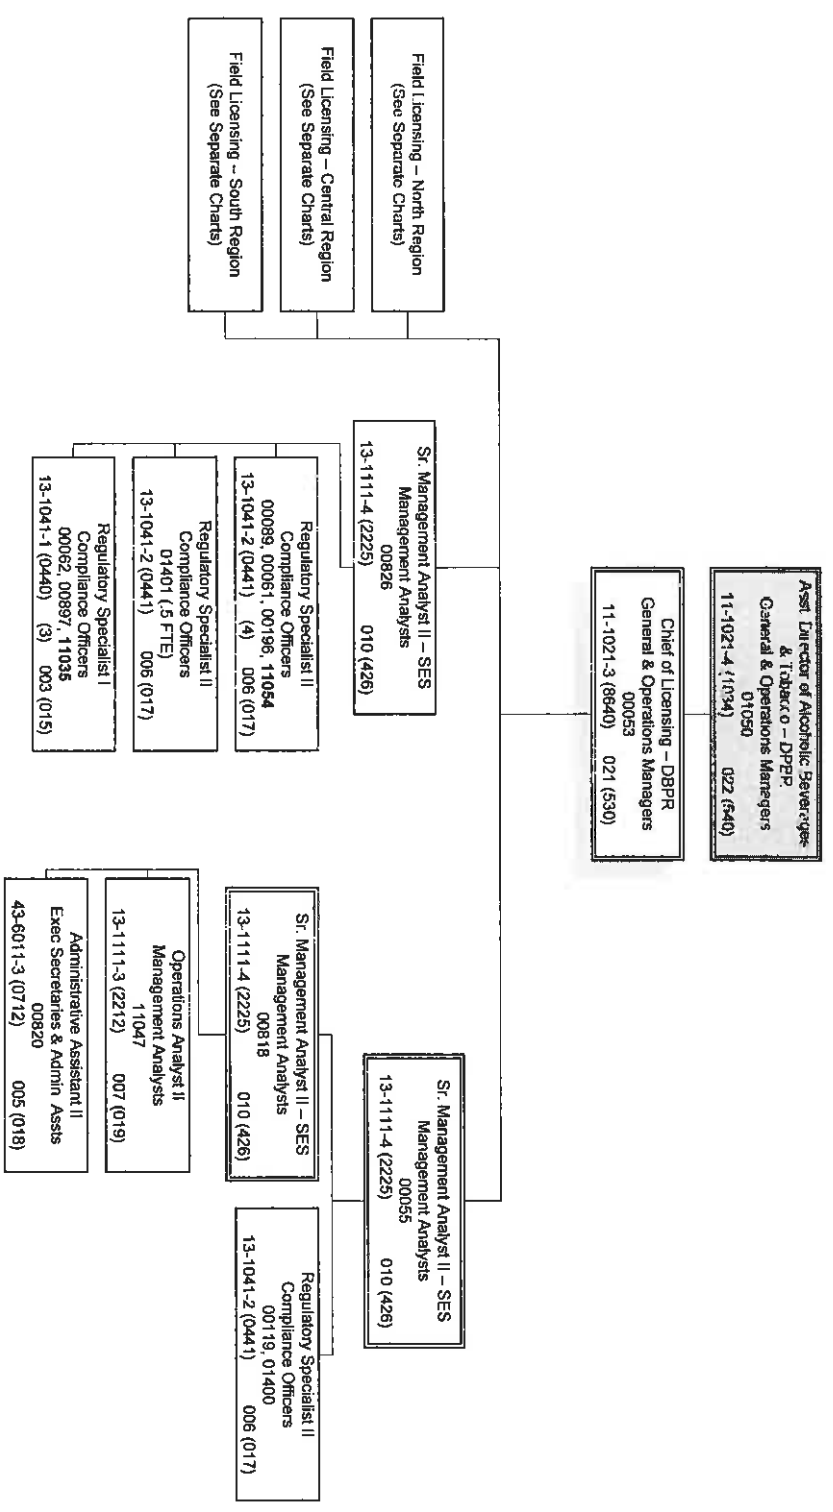 Asst. Director of Alcoholic Beverages
& Tobacco – DPBR
General & Operations Managers
01050
11-1021-4 (1034) 022 (540)
Chief of Licensing – DBPR
General & Operations Managers
00053
11-1021-3 (8640) 021 (530)
Field Licensing – North Region
(See Separate Charts)
Field Licensing – Central Region
(See Separate Charts)
Field Licensing – South Region
(See Separate Charts)
Sr. Management Analyst II – SES
Management Analysts
00826
13-1111-4 (2225) 010 (426)
Regulatory Specialist II
Compliance Officers
00089, 00061, 00196, 11054
13-1041-2 (0441) (4) 006 (017)
Regulatory Specialist II
Compliance Officers
01401 (.5 FTE)
13-1041-2 (0441) 006 (017)
Regulatory Specialist I
Compliance Officers
00062, 00897, 11035
13-1041-1 (0440) (3) 003 (015)
Sr. Management Analyst II – SES
Management Analysts
00055
13-1111-4 (2225) 010 (426)
Sr. Management Analyst II – SES
Management Analysts
00818
13-1111-4 (2225) 010 (426)
Operations Analyst II
Management Analysts
11047
13-1111-3 (2212) 007 (019)
Administrative Assistant II
Exec Secretaries & Admin Assts
00820
43-6011-3 (0712) 005 (018)
Regulatory Specialist II
Compliance Officers
00119, 01400
13-1041-2 (0441) 006 (017)